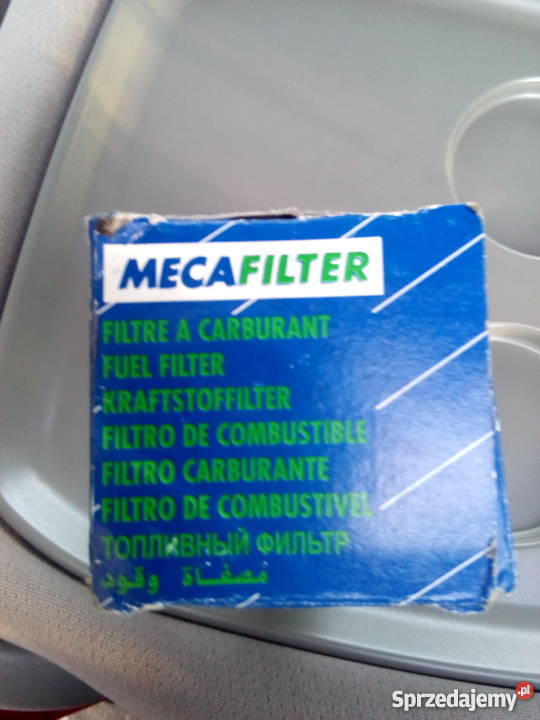 MECAFILTER
FILTRE A CARBURANT
FUEL FILTER
KRAFTSTOFFILTER
FILTRO DE COMBUSTIBLE
FILTRO CARBURANTE
FILTRO DE COMBUSTIVEL
ТОПЛИВНЫЙ ФИЛЬТР
مصفاة وقود
Sprzedajemy.pl